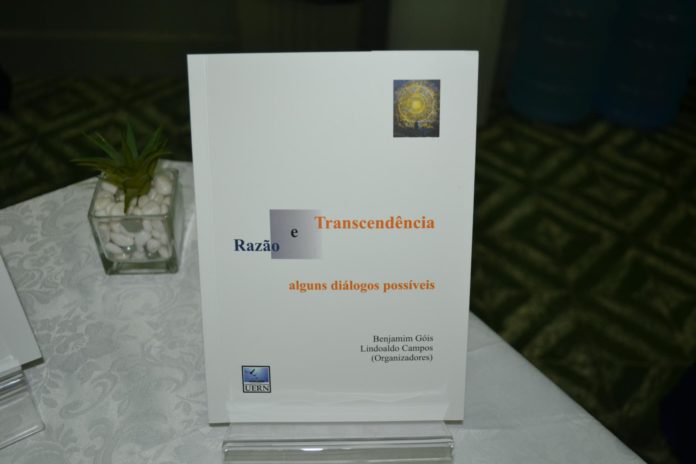 Razão e Transcendência
alguns diálogos possíveis
Benjamim Góis
Lindoaldo Campos
(Organizadores)
UERN